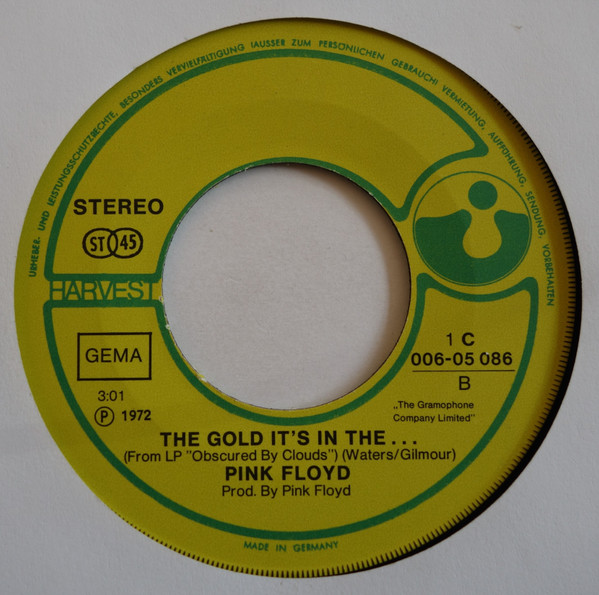 URHEBER- UND LEISTUNGSSCHUTZRECHTE, BESONDERS VERVIELFÄLTIGUNG (AUSSER ZUM PERSÖNLICHEN GEBRAUCH) VERMIETUNG, AUFFÜHRUNG, SENDUNG, VORBEHALTEN
STEREO
ST 45
HARVEST
GEMA
3:01
Ⓟ 1972
1 C
006-05 086
B
„The Gramophone
Company Limited"
THE GOLD IT'S IN THE...
(From LP "Obscured By Clouds") (Waters/Gilmour)
PINK FLOYD
Prod. By Pink Floyd
MADE IN GERMANY